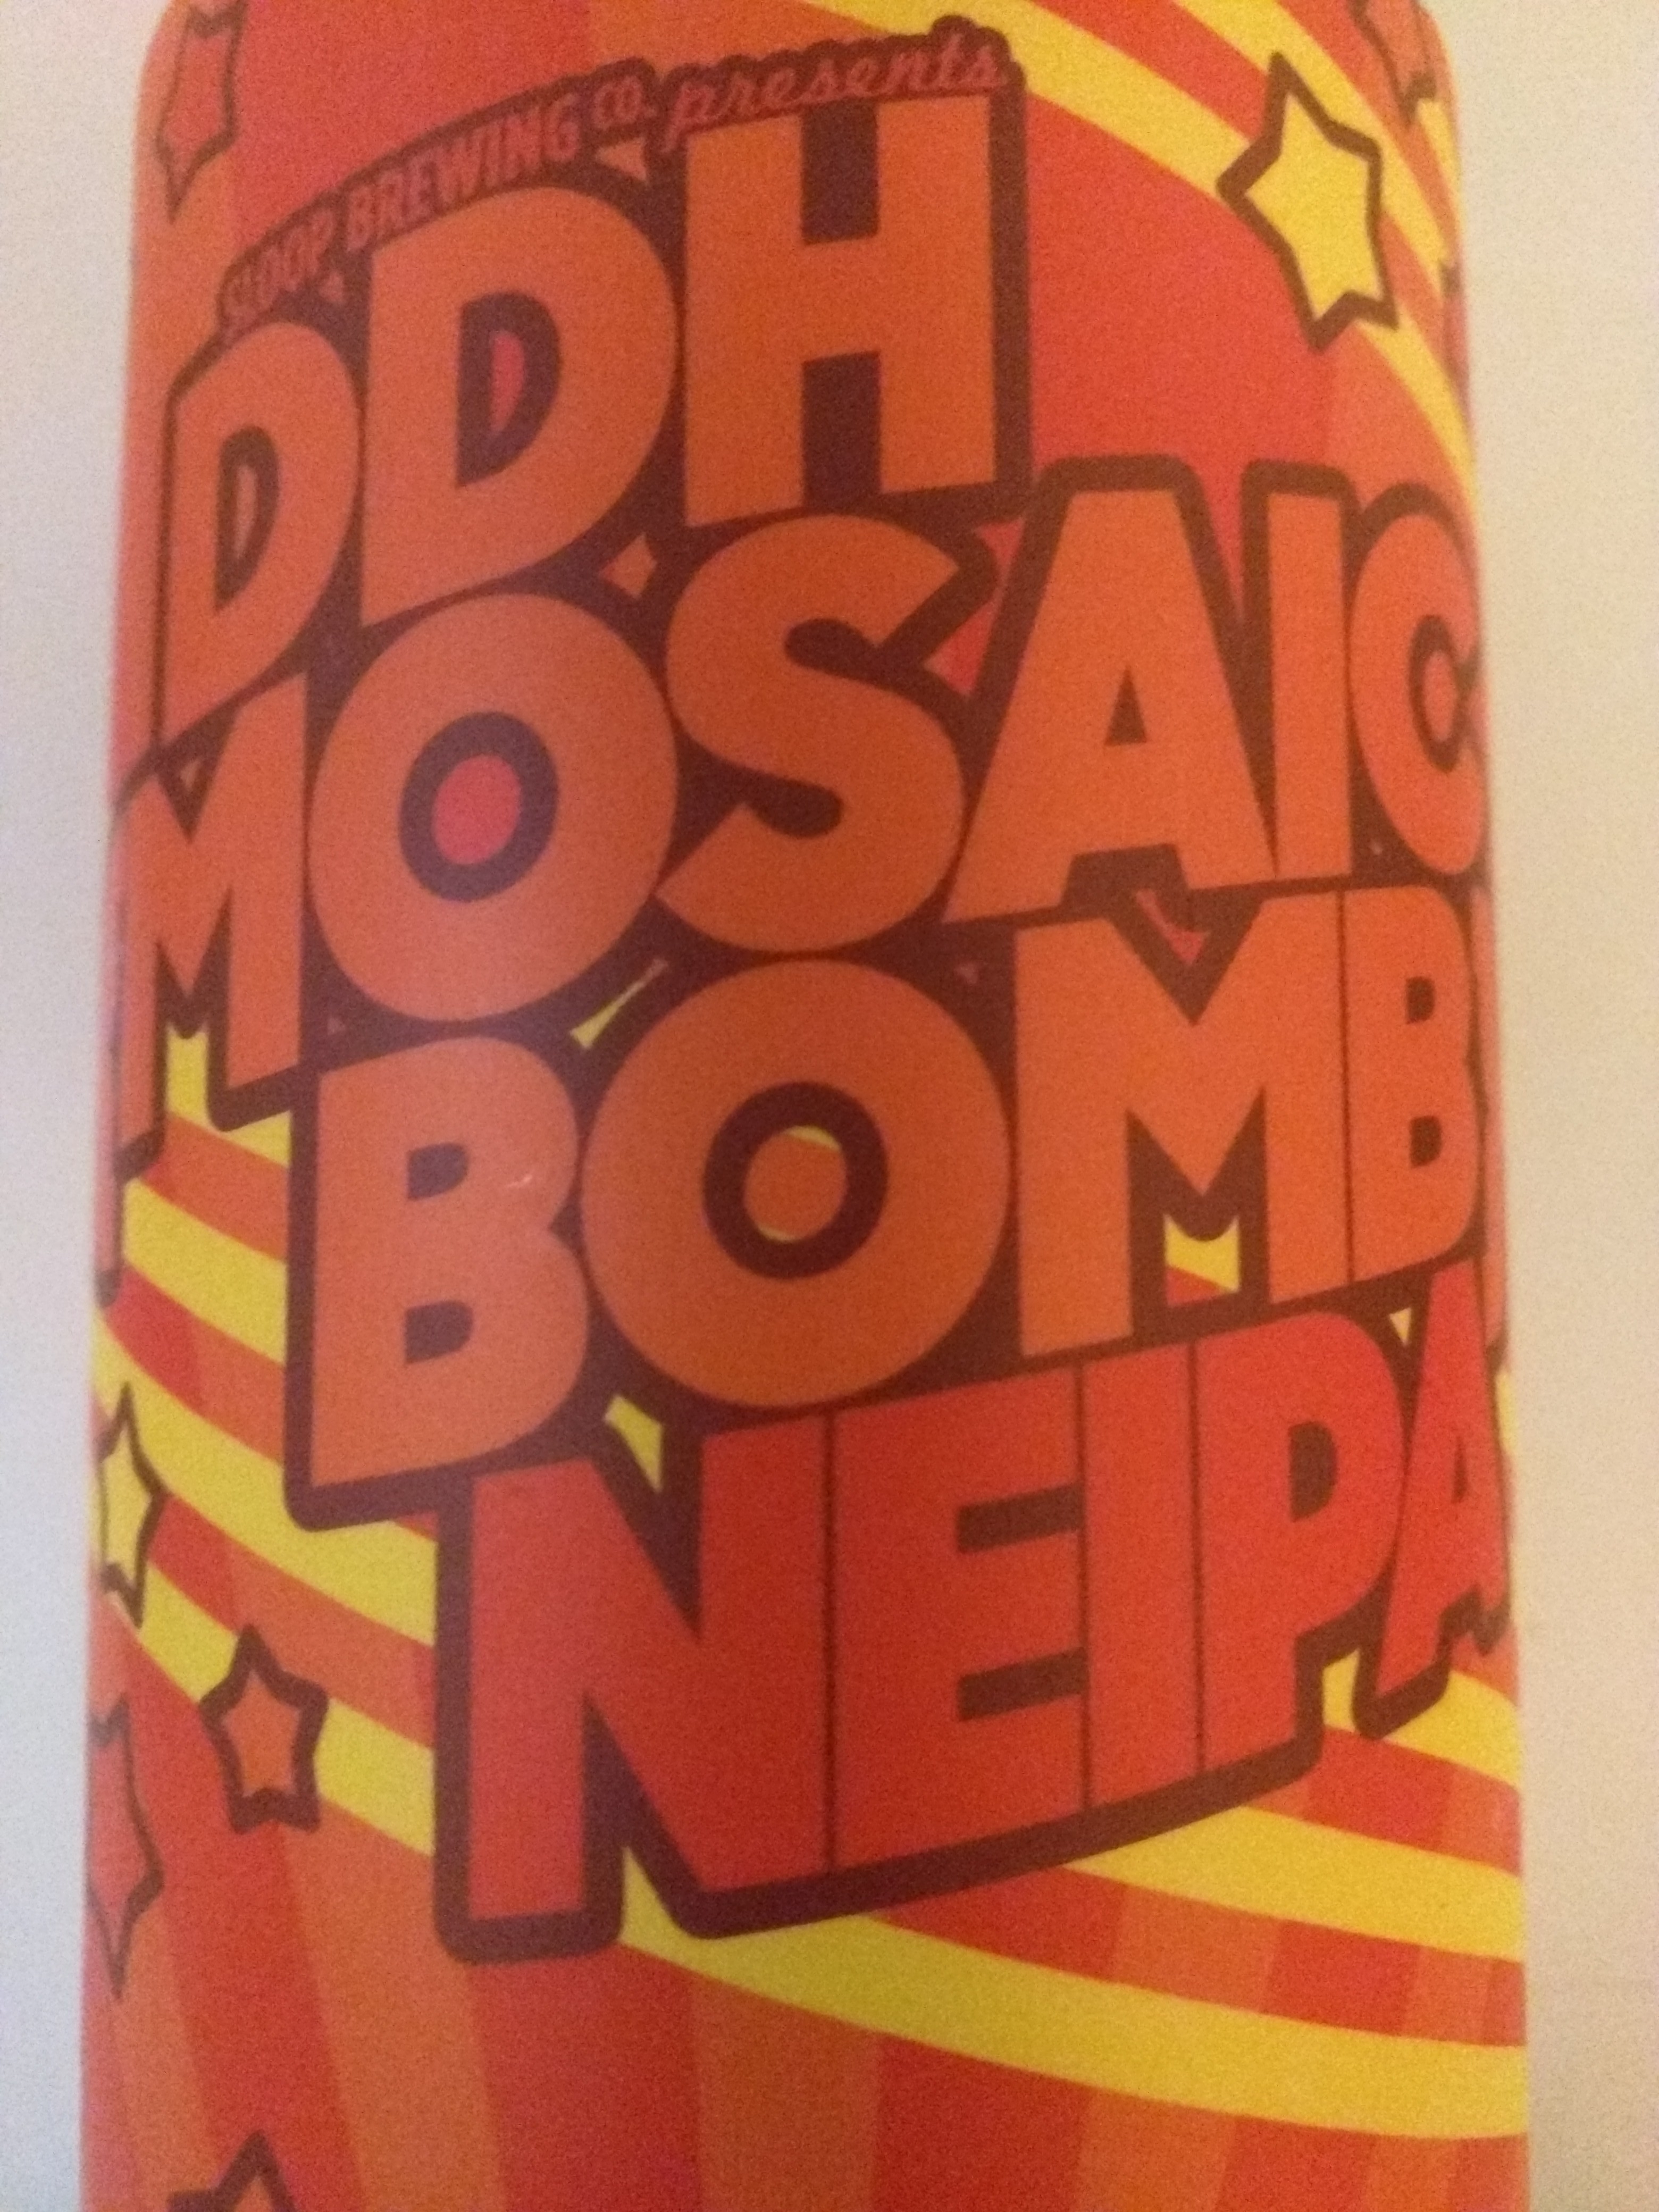 SLOOP BREWING CO. presents
DDH
MOSAIC
BOMB
NEIPA